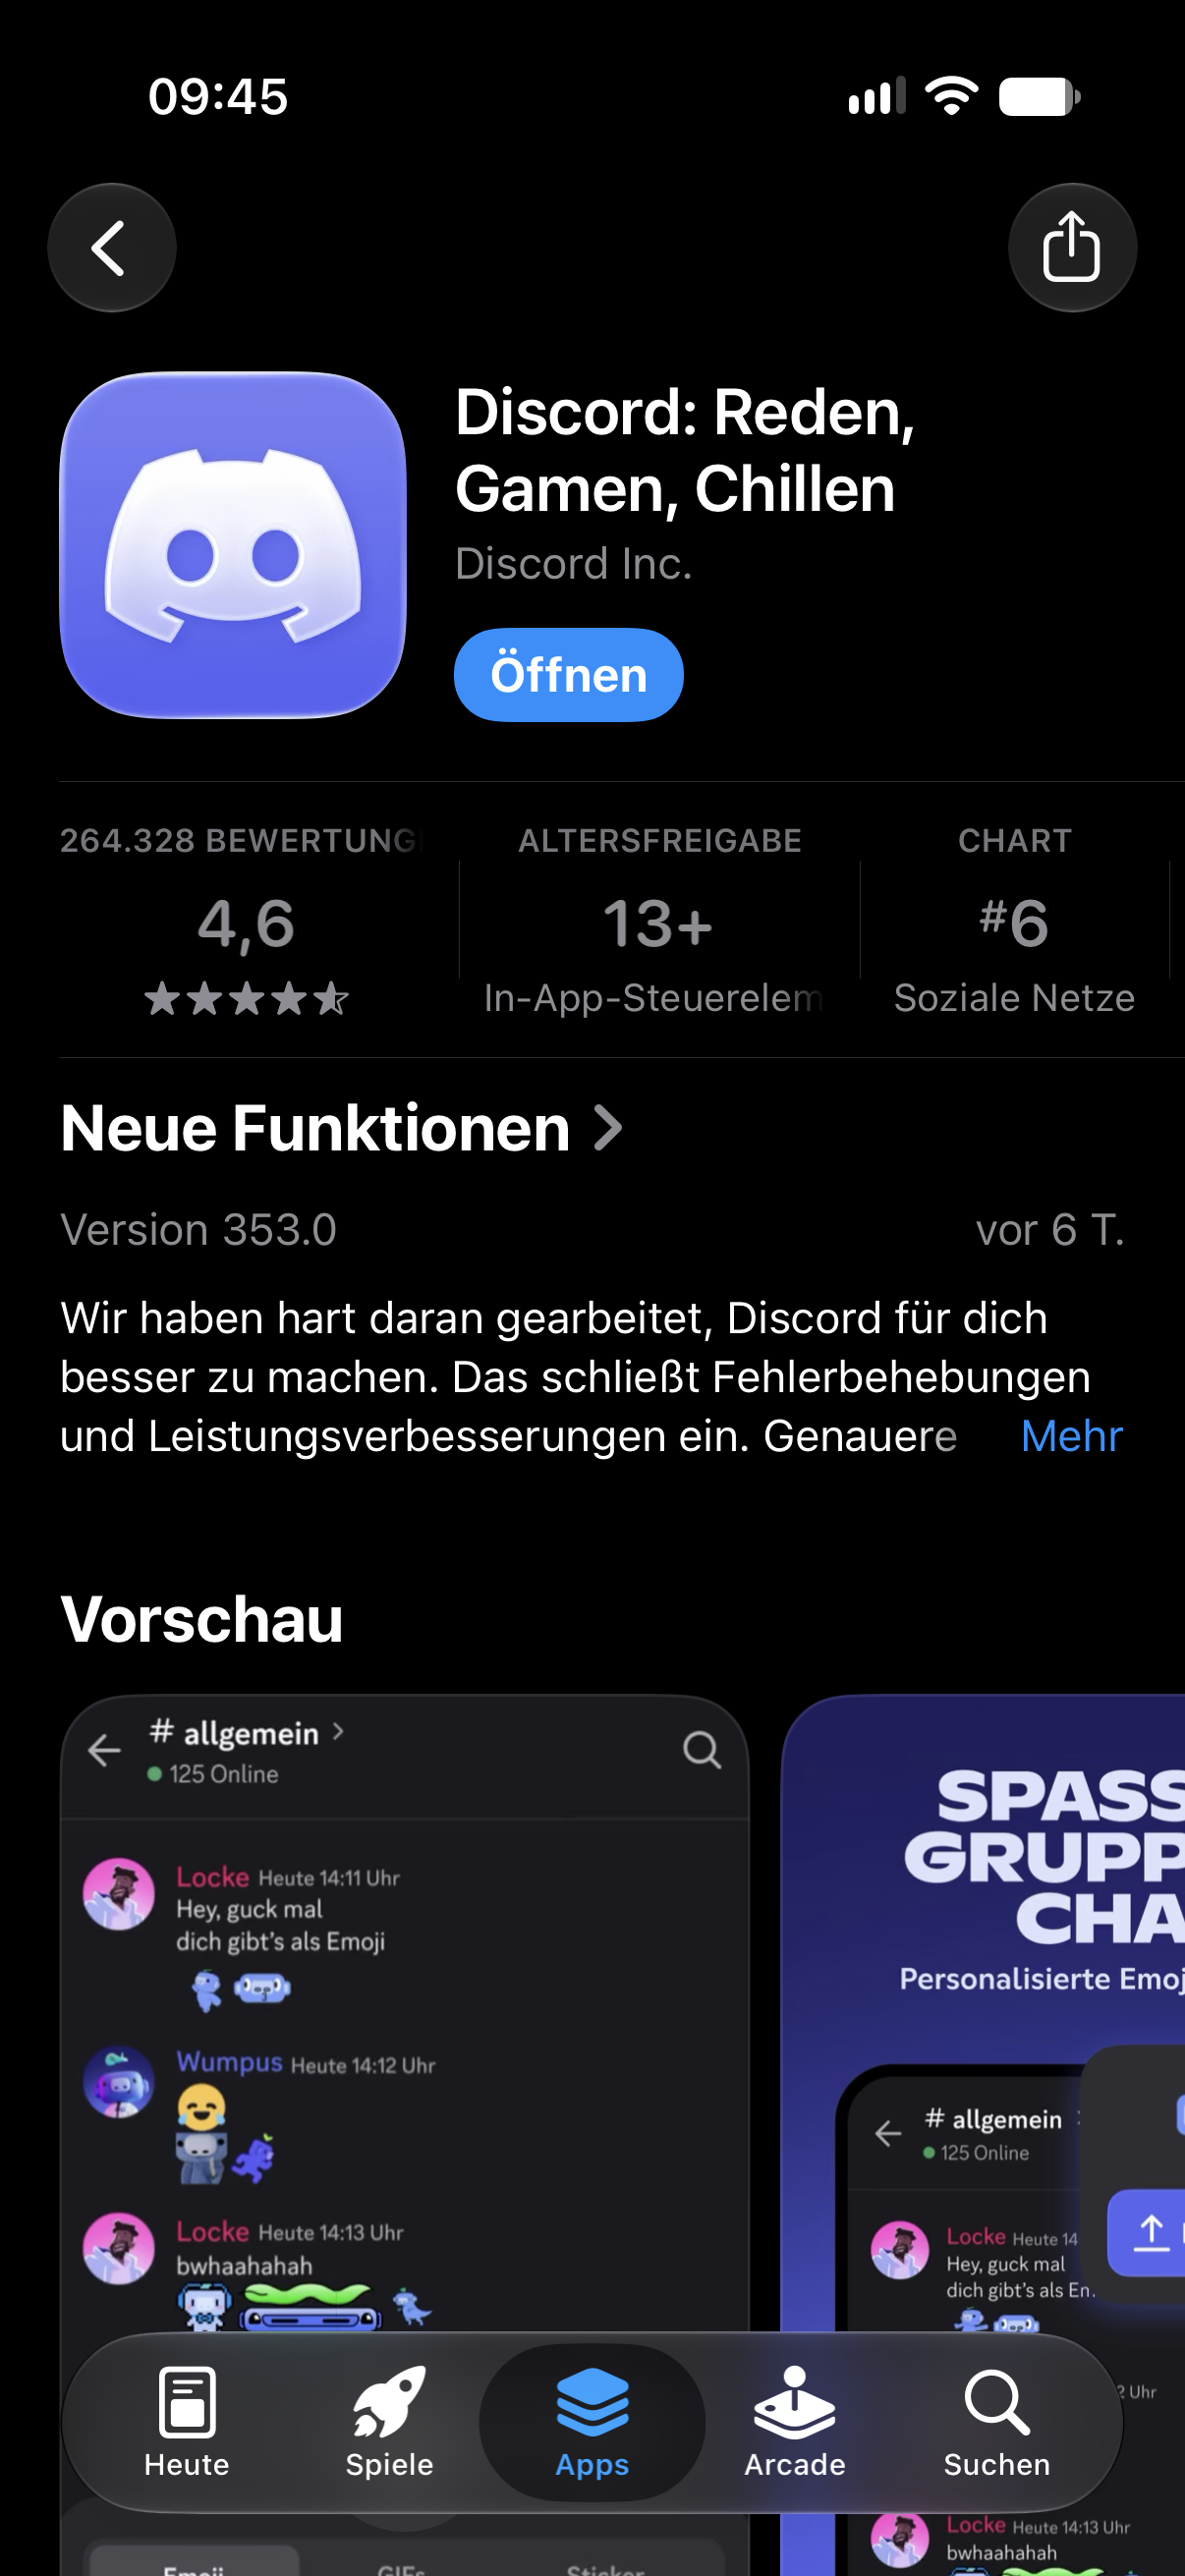 09:45
Discord: Reden,
Gamen, Chillen
Discord Inc.
Öffnen
264.328 BEWERTUNG
4,6
ALTERSFREIGABE
13+
In-App-Steuerelem
CHART
#6
Soziale Netze
Neue Funktionen
Version 353.0
vor 6 T.
Wir haben hart daran gearbeitet, Discord für dich
besser zu machen. Das schließt Fehlerbehebungen
und Leistungsverbesserungen ein. Genauere
Mehr
Vorschau
# allgemein
125 Online
Locke Heute 14:11 Uhr
Hey, guck mal
dich gibt's als Emoji
Wumpus Heute 14:12 Uhr
Locke Heute 14:13 Uhr
bwhaahahah
SPASS
GRUPP
CHA
Personalisierte Emoj
# allgemein
125 Online
Locke Heute 14
Hey, guck mal
dich gibt's als En
2 Uhr
Locke Heute 14:13 Uhr
bwhaahahah
Heute
Spiele
Apps
Arcade
Suchen
Emoji
GIFs
Sticker